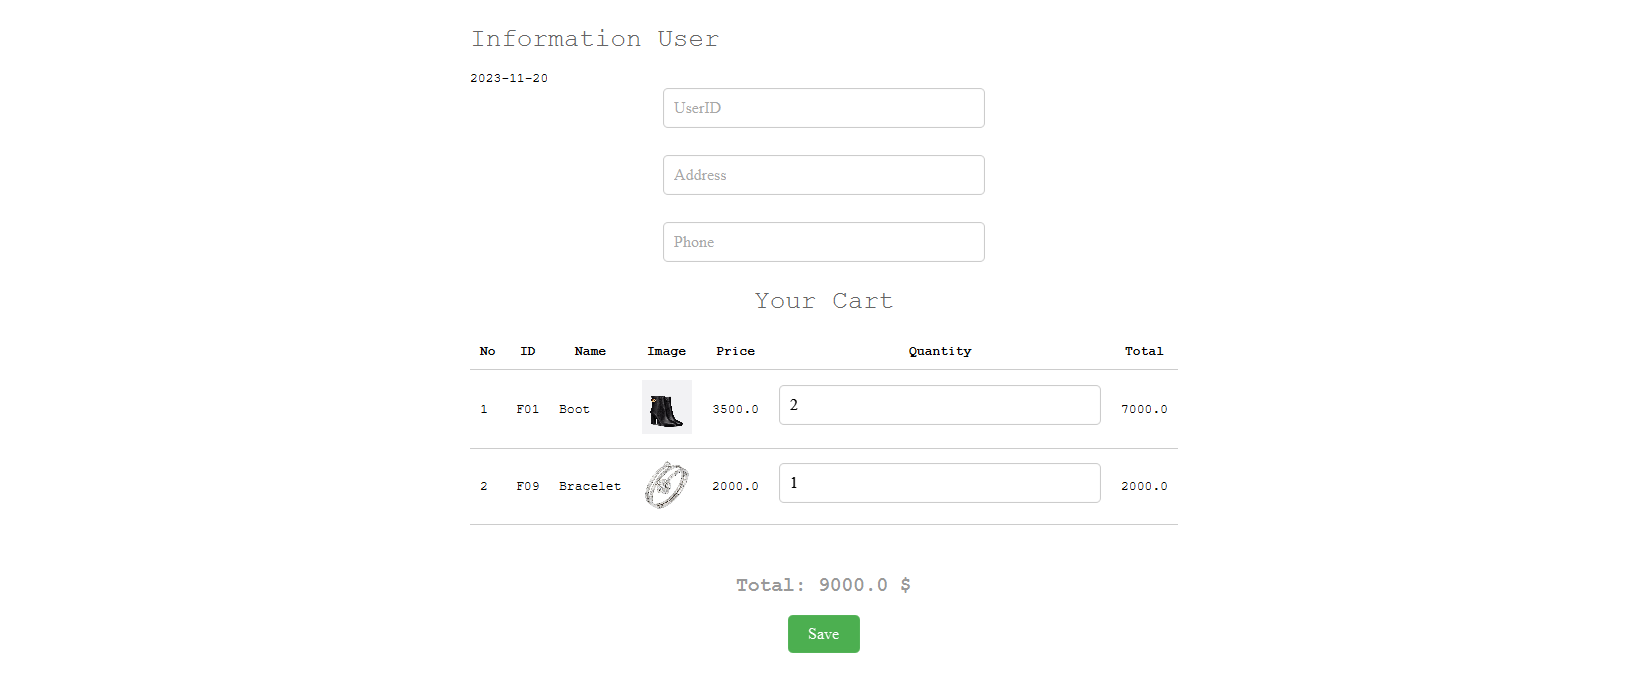 Information User
2023-11-20
UserID
Address
Phone
Your Cart
No ID Name Image Price Quantity Total
1 F01 Boot 3500.0 2 7000.0
2 F09 Bracelet 2000.0 1 2000.0
Total: 9000.0 $
Save